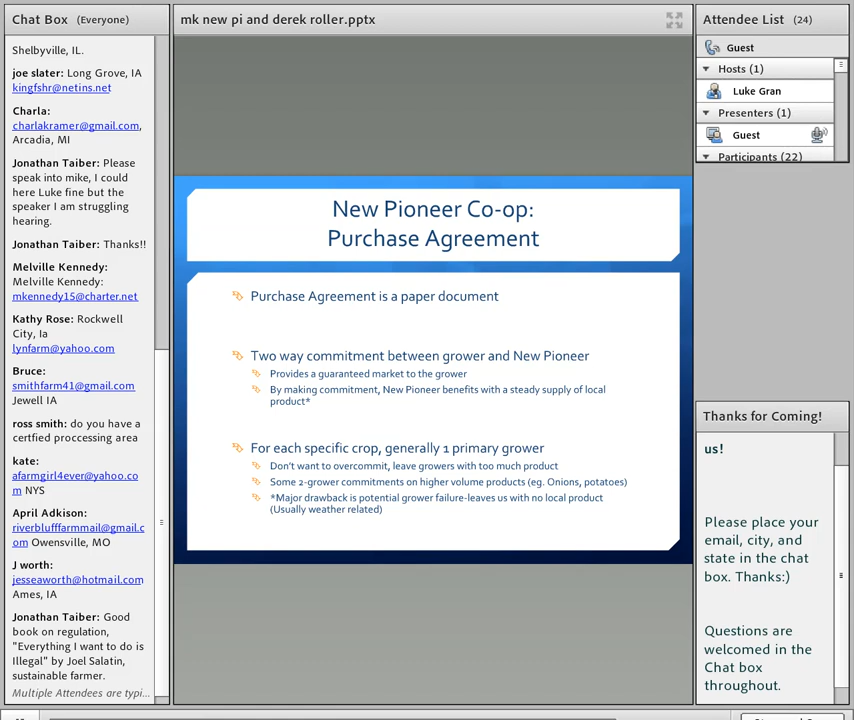 Chat Box (Everyone)
Shelbyville, IL.
joe slater: Long Grove, IA
kingfshr@netins.net
Charla:
charlakramer@gmail.com,
Arcadia, MI
Jonathan Taiber: Please
speak into mike, I could
here Luke fine but the
speaker I am struggling
hearing.
Jonathan Taiber: Thanks!!
Melville Kennedy:
Melville Kennedy:
mkennedy15@charter.net
Kathy Rose: Rockwell
City, Ia
lynfarm@yahoo.com
Bruce:
smithfarm41@gmail.com
Jewell IA
ross smith: do you have a
certfied proccessing area
kate:
afarmgirl4ever@yahoo.co
m NYS
April Adkison:
riverblufffarmmail@gmail.c
om Owensville, MO
J worth:
jesseaworth@hotmail.com
Ames, IA
Jonathan Taiber: Good
book on regulation,
"Everything I want to do is
Illegal" by Joel Salatin,
sustainable farmer.
Multiple Attendees are typi...
mk new pi and derek roller.pptx
New Pioneer Co-op:
Purchase Agreement
Purchase Agreement is a paper document
Two way commitment between grower and New Pioneer
Provides a guaranteed market to the grower
By making commitment, New Pioneer benefits with a steady supply of local
product*
For each specific crop, generally 1 primary grower
Don't want to overcommit, leave growers with too much product
Some 2-grower commitments on higher volume products (eg. Onions, potatoes)
*Major drawback is potential grower failure-leaves us with no local product
(Usually weather related)
Attendee List (24)
Guest
Hosts (1)
Luke Gran
Presenters (1)
Guest
Participants (22)
Thanks for Coming!
us!
Please place your
email, city, and
state in the chat
box. Thanks:)
Questions are
welcomed in the
Chat box
throughout.